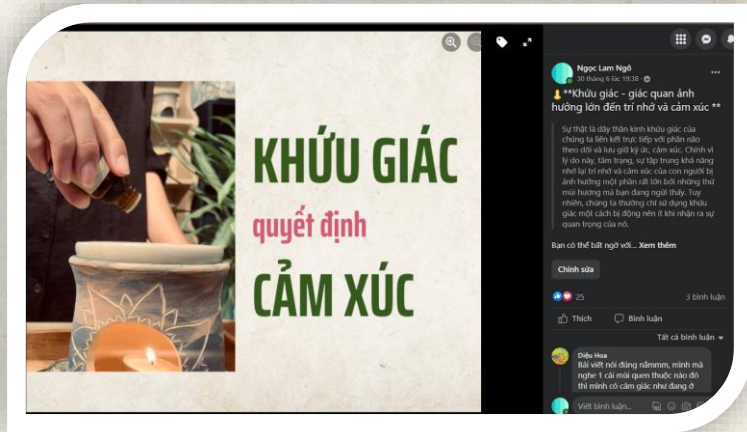 KHỨU GIÁC
quyết định
CẢM XÚC
Ngọc Lam Ngô
30 tháng 6 lúc 19:38
**Khứu giác - giác quan ảnh
hưởng lớn đến trí nhớ và cảm xúc **
Sự thật là dây thần kinh khứu giác của
chúng ta liên kết trực tiếp với phần não
theo dõi và lưu giữ ký ức, cảm xúc. Chính vì
lý do này, tâm trạng, sự tập trung khả năng
nhớ lại trí nhớ và cảm xúc của con người bị
ảnh hưởng một phần rất lớn bởi những thứ
mùi hương mà bạn đang ngửi thấy. Tuy
nhiên, chúng ta thường chỉ sử dụng khứu
giác một cách bị động nên ít khi nhận ra sự
quan trọng của nó.
Bạn có thể bất ngờ với... Xem thêm
Chỉnh sửa
25
3 bình luận
Thích
Bình luận
Tất cả bình luận
Diệu Hoa
Bài viết nói đúng nấmmm, mình mà
nghe 1 cái mùi quen thuộc nào đó
thì mình có cảm giác như đang ở
Viết bình luận...